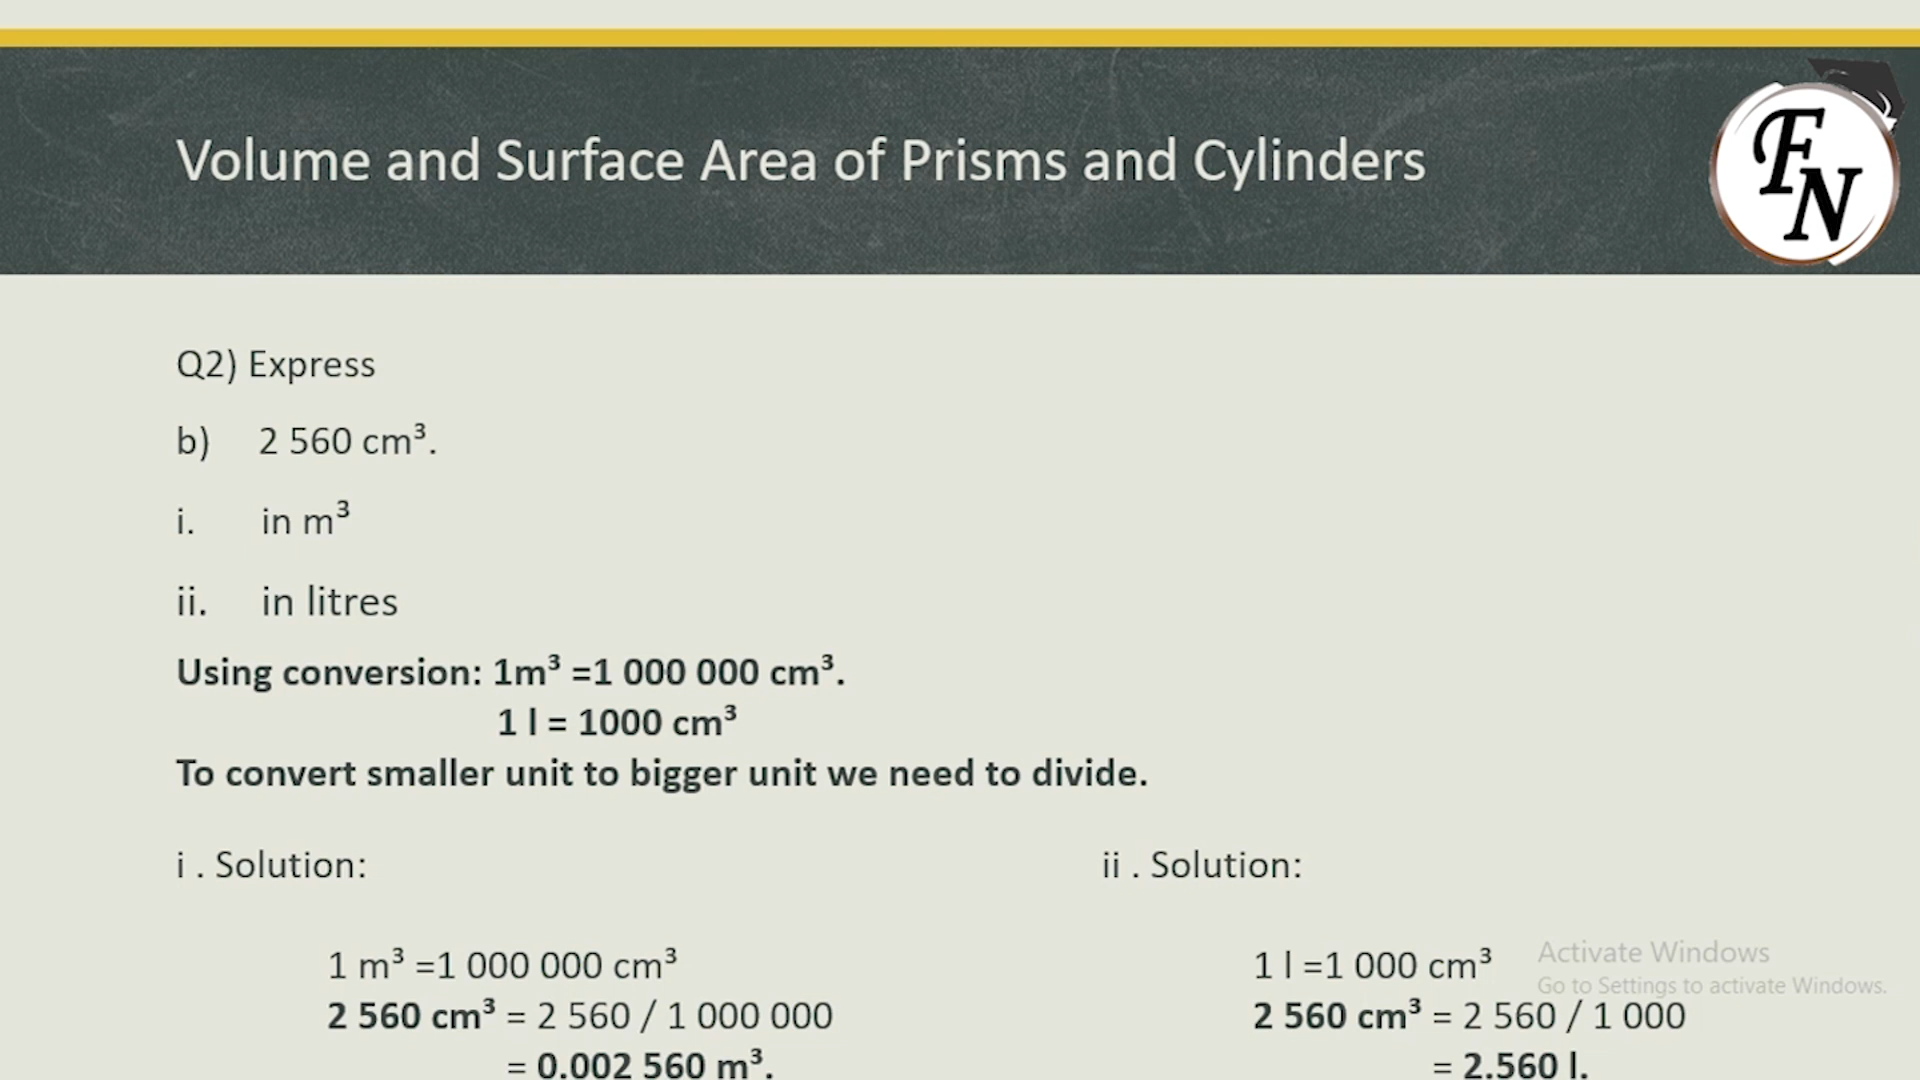 Volume and Surface Area of Prisms and Cylinders
FN
Q2) Express
b) 2 560 cm³.
i. in m³
ii. in litres
Using conversion: 1m³ =1 000 000 cm³.
1 l = 1000 cm³
To convert smaller unit to bigger unit we need to divide.
i . Solution:
1 m³ =1 000 000 cm³
2 560 cm³ = 2 560 / 1 000 000
= 0.002 560 m³.
ii . Solution:
1 l =1 000 cm³
2 560 cm³ = 2 560 / 1 000
= 2.560 l.
Activate Windows
Go to Settings to activate Windows.